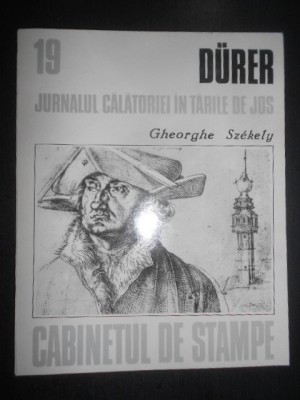 19 DÜRER
JURNALUL CĂLĂTORIEI ÎN ȚĂRILE DE JOS
Gheorghe Székely
CABINETUL DE STAMPE